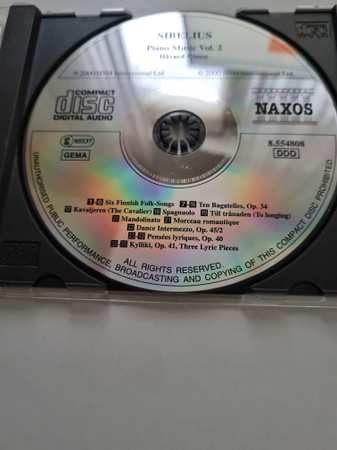 SIBELIUS
Piano Music Vol. 2
Håvard Gimse
COMPACT
disc
DIGITAL AUDIO
GEMA
NAXOS
8.554808
DDD
Six Finnish Folk-Songs Ten Bagatelles, Op. 34
Kavaljeren (The Cavalier) Spagnuolo Till trånaden (To longing)
Mandolinato Morceau romantique
Dance Intermezzo, Op. 45/2
Pensées lyriques, Op. 40
Kyllikki, Op. 41, Three Lyric Pieces
ALL RIGHTS RESERVED.
UNAUTHORISED PUBLIC PERFORMANCE, BROADCASTING AND COPYING OF THIS COMPACT DISC PROHIBITED.